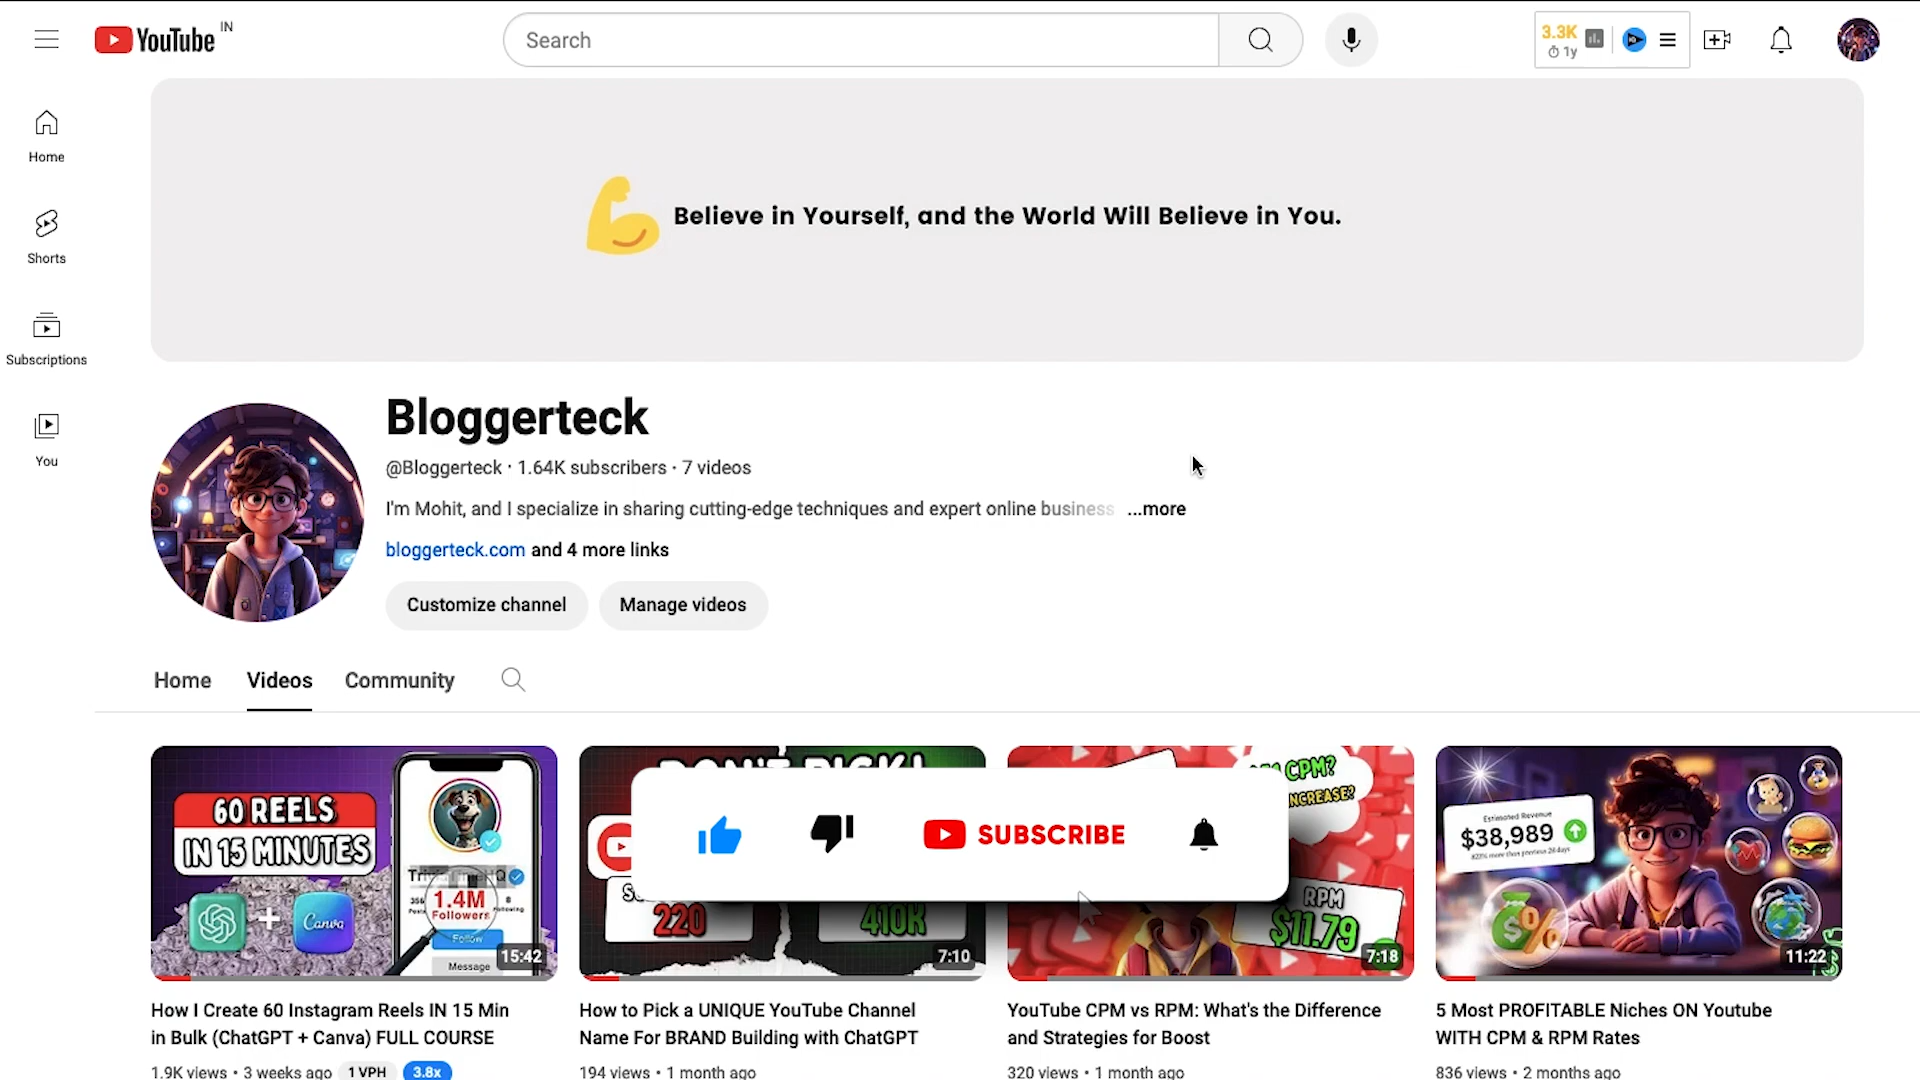 YouTube IN
Search
3.3K
1y
Home
Shorts
Subscriptions
You
Believe in Yourself, and the World Will Believe in You.
Bloggerteck
@Bloggerteck · 1.64K subscribers · 7 videos
I'm Mohit, and I specialize in sharing cutting-edge techniques and expert online business ...more
bloggerteck.com and 4 more links
Customize channel
Manage videos
Home
Videos
Community
60 REELS
IN 15 MINUTES
1.4M
Followers
8
Following
Follow
Message
Canva
15:42
220
410K
7:10
SUBSCRIBE
CPM?
INCREASE?
RPM
$11.79
7:18
Estimated Revenue
$38,989
11:22
How I Create 60 Instagram Reels IN 15 Min
in Bulk (ChatGPT + Canva) FULL COURSE
1.9K views • 3 weeks ago 1 VPH 3.8x
How to Pick a UNIQUE YouTube Channel
Name For BRAND Building with ChatGPT
194 views • 1 month ago
YouTube CPM vs RPM: What's the Difference
and Strategies for Boost
320 views • 1 month ago
5 Most PROFITABLE Niches ON Youtube
WITH CPM & RPM Rates
836 views • 2 months ago